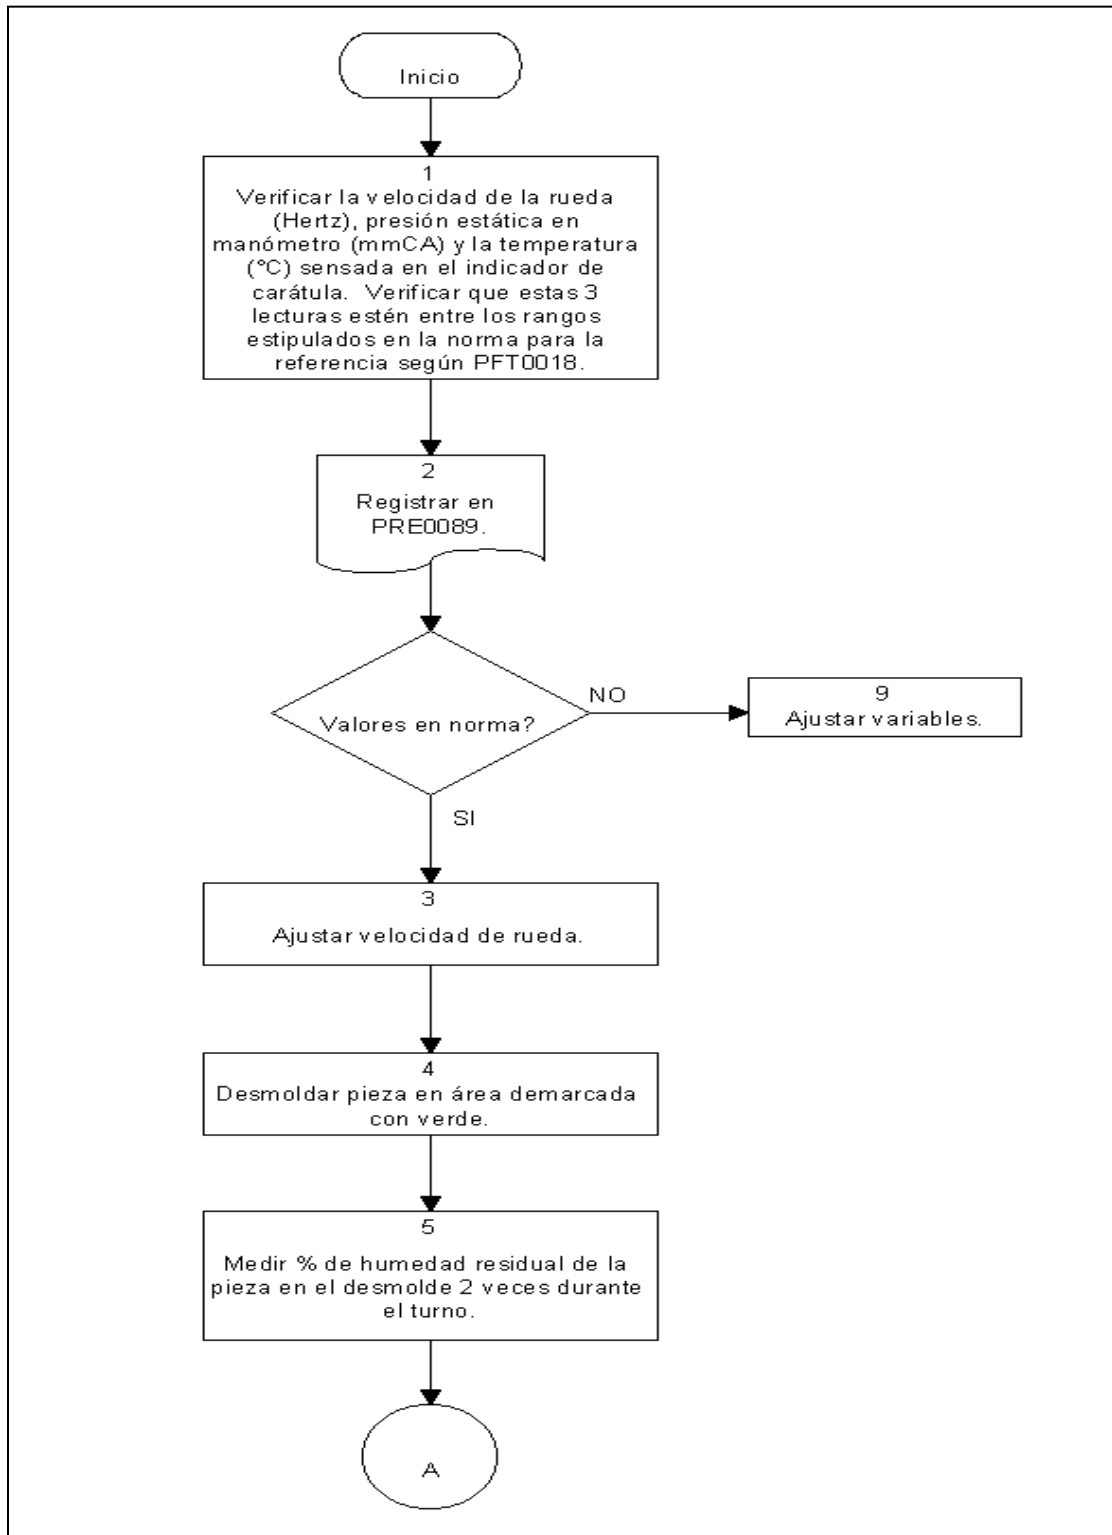 Inicio
1
Verificar la velocidad de la rueda
(Hertz), presión estática en
manómetro (mmCA) y la temperatura
(°C) sensada en el indicador de
carátula.  Verificar que estas 3
lecturas estén entre los rangos
estipulados en la norma para la
referencia según PFT0018.
2
Registrar en
PRE0089.
Valores en norma?
NO
9
Ajustar variables.
SI
3
Ajustar velocidad de rueda.
4
Desmoldar pieza en área demarcada
con verde.
5
Medir % de humedad residual de la
pieza en el desmolde 2 veces durante
el turno.
A